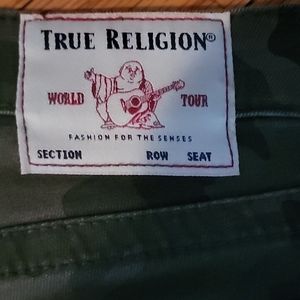 TRUE RELIGION®
WORLD TOUR
FASHION FOR THE SENSES
SECTION ROW SEAT